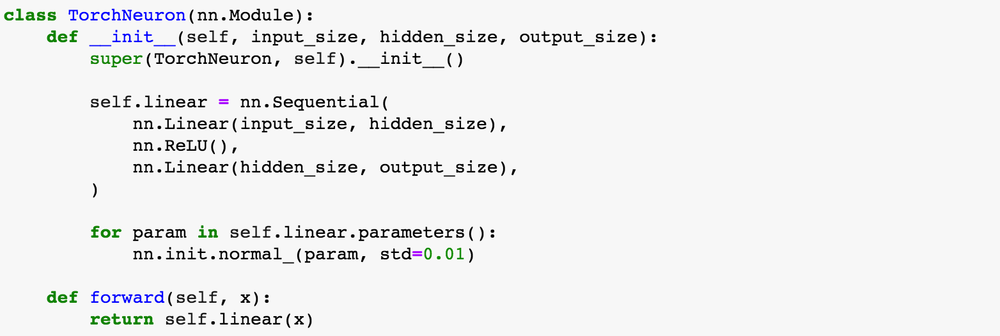 class TorchNeuron(nn.Module):
    def __init__(self, input_size, hidden_size, output_size):
        super(TorchNeuron, self).__init__()

        self.linear = nn.Sequential(
            nn.Linear(input_size, hidden_size),
            nn.ReLU(),
            nn.Linear(hidden_size, output_size),
        )

        for param in self.linear.parameters():
            nn.init.normal_(param, std=0.01)

    def forward(self, x):
        return self.linear(x)